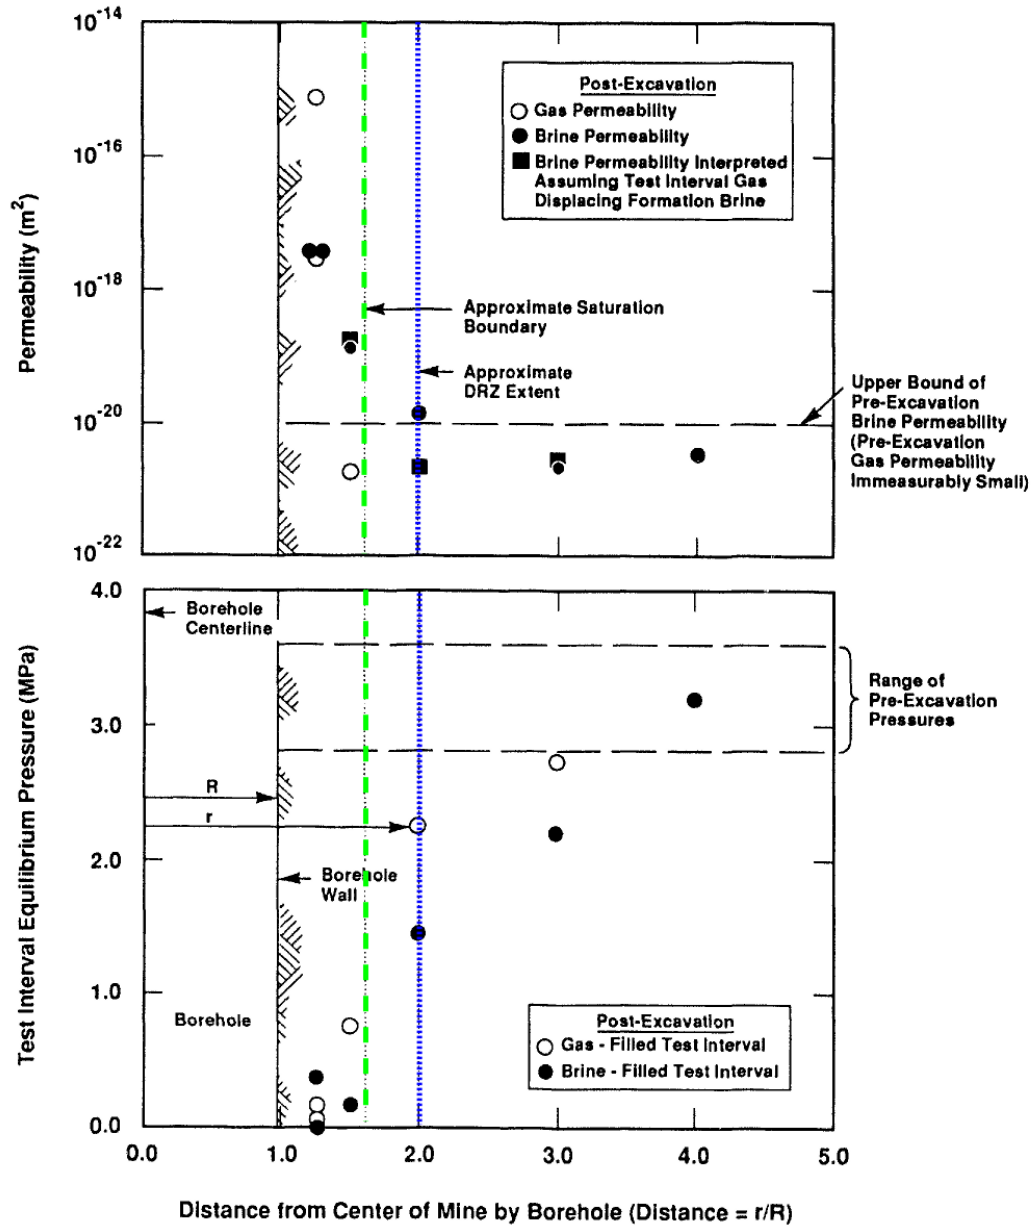 10^-14
10^-16
10^-18
10^-20
10^-22
Permeability (m²)
Post-Excavation
Gas Permeability
Brine Permeability
Brine Permeability Interpreted
Assuming Test Interval Gas
Displacing Formation Brine
Approximate Saturation
Boundary
Approximate
DRZ Extent
Upper Bound of
Pre-Excavation
Brine Permeability
(Pre-Excavation
Gas Permeability
Immeasurably Small)
4.0
3.0
2.0
1.0
0.0
Test Interval Equilibrium Pressure (MPa)
Borehole
Centerline
Range of
Pre-Excavation
Pressures
R
r
Borehole
Wall
Borehole
Post-Excavation
Gas - Filled Test Interval
Brine - Filled Test Interval
0.0
1.0
2.0
3.0
4.0
5.0
Distance from Center of Mine by Borehole (Distance = r/R)